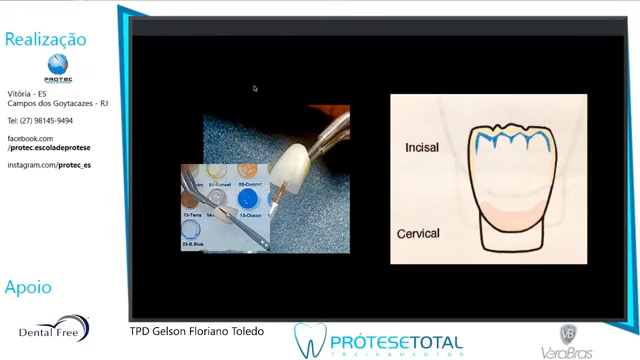 Realização
PROTEC
Vitória - ES
Campos dos Goytacazes - RJ
Tel: (27) 98145-9494
facebook.com
/protec.escoladeprotese
instagram.com/protec_es
Apoio
Dental Free
TPD Gelson Floriano Toledo
PRÓTESETOTAL
TREINAMENTOS
VB
VeraBras
05-Copper
13-Terra
15-Ocean
23-B.Blue
Incisal
Cervical